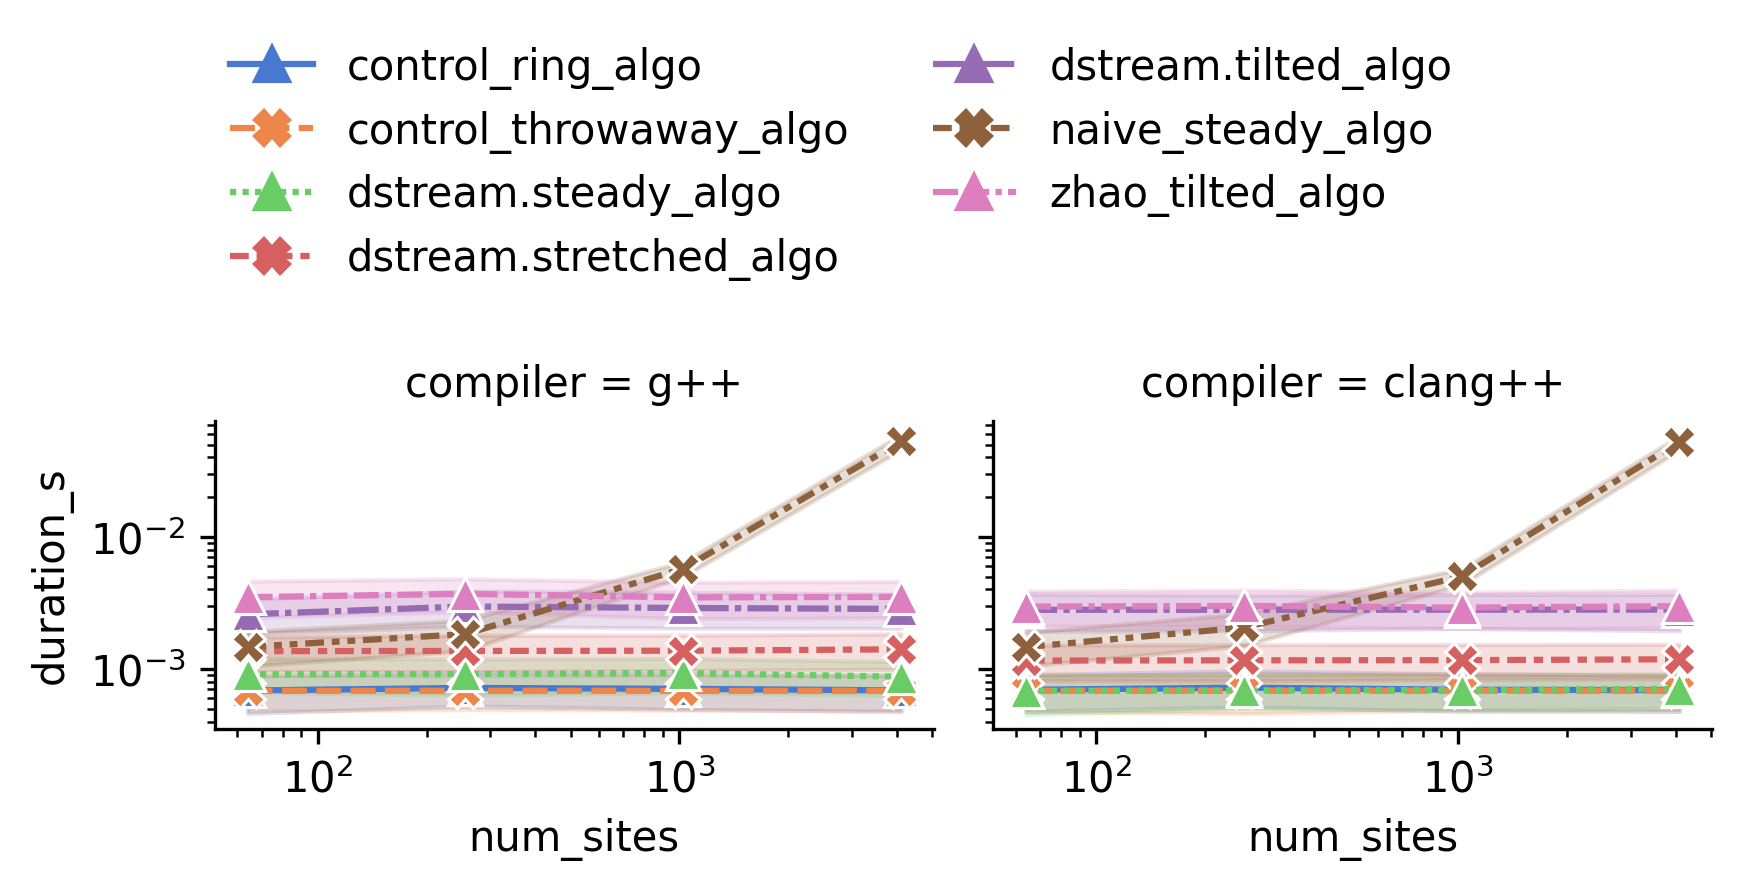 control_ring_algo
control_throwaway_algo
dstream.steady_algo
dstream.stretched_algo
dstream.tilted_algo
naive_steady_algo
zhao_tilted_algo
compiler = g++
compiler = clang++
duration_s
10⁻²
10⁻³
10² 10³
10² 10³
num_sites
num_sites